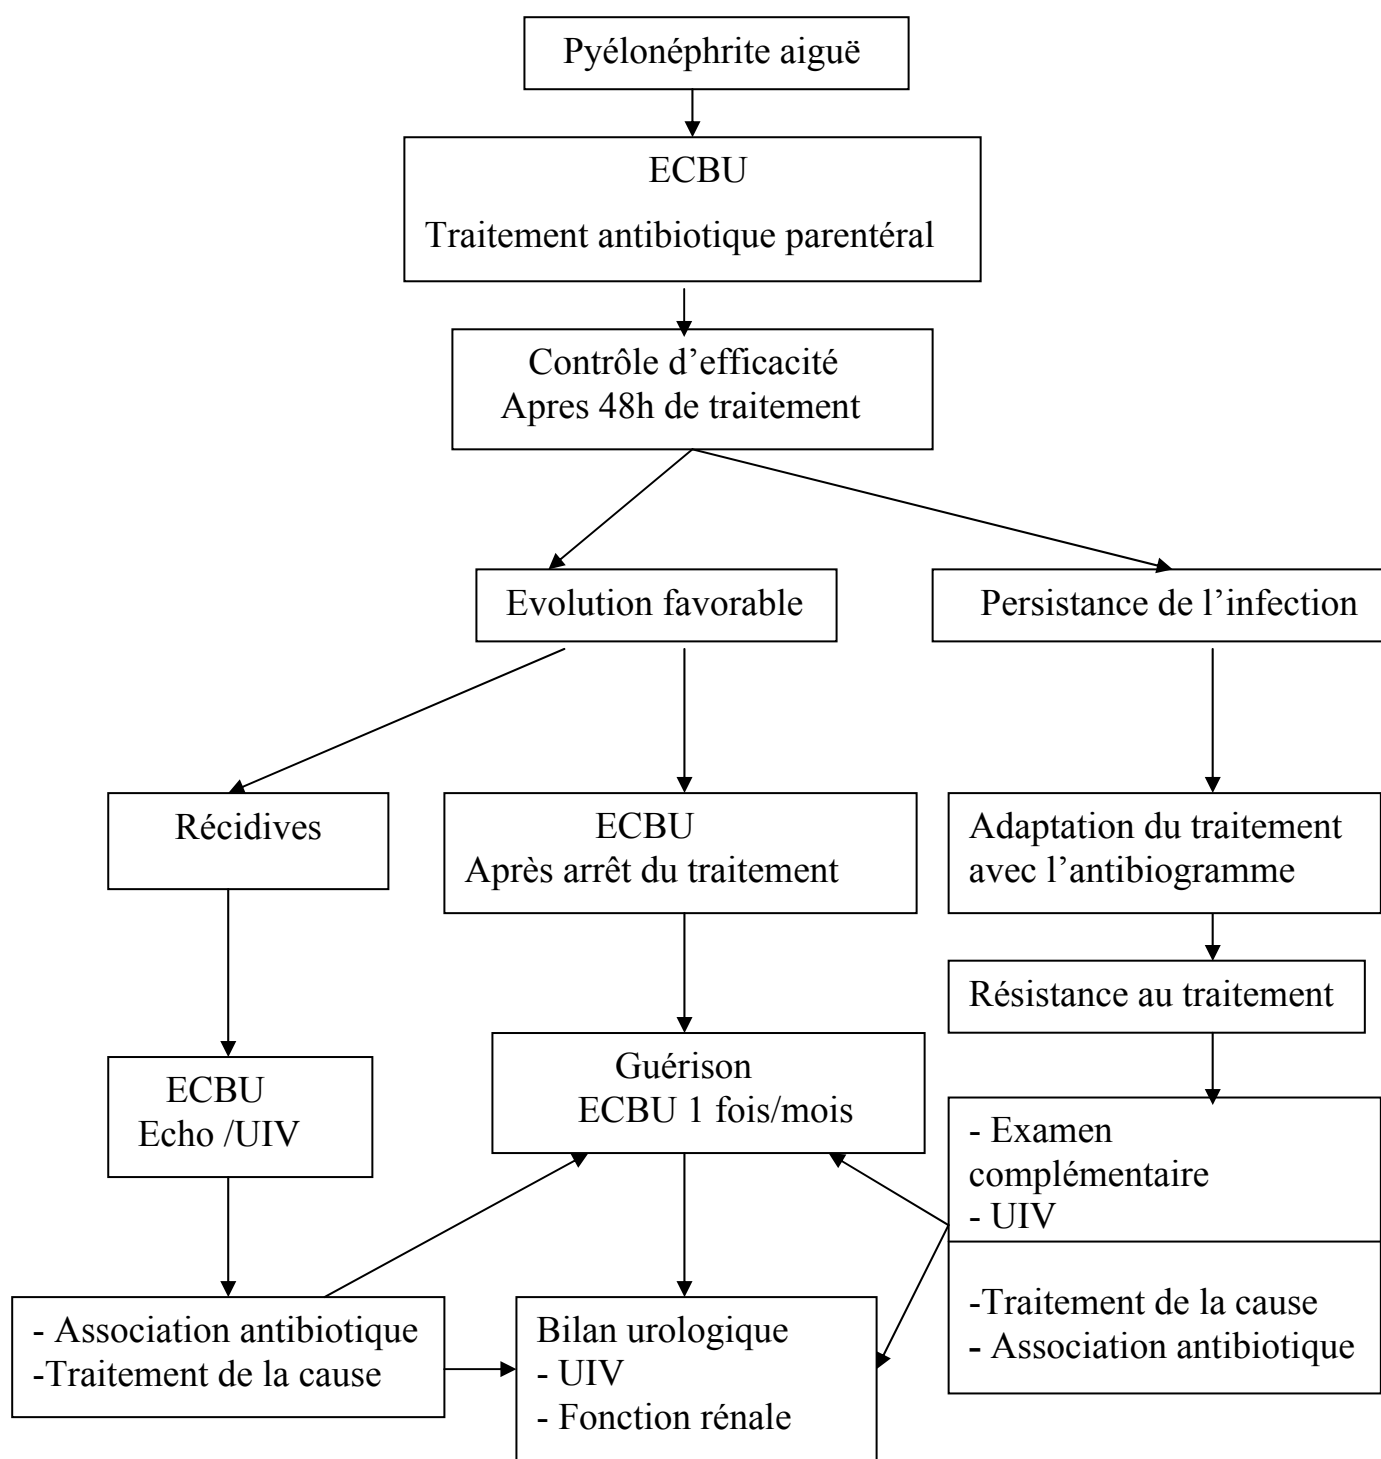 Pyélonéphrite aiguë
ECBU
Traitement antibiotique parentéral
Contrôle d’efficacité
Apres 48h de traitement
Evolution favorable
Persistance de l’infection
Récidives
ECBU
Après arrêt du traitement
Adaptation du traitement
avec l’antibiogramme
Résistance au traitement
ECBU
Echo /UIV
Guérison
ECBU 1 fois/mois
- Examen
complémentaire
- UIV
- Association antibiotique
-Traitement de la cause
Bilan urologique
- UIV
- Fonction rénale
-Traitement de la cause
- Association antibiotique